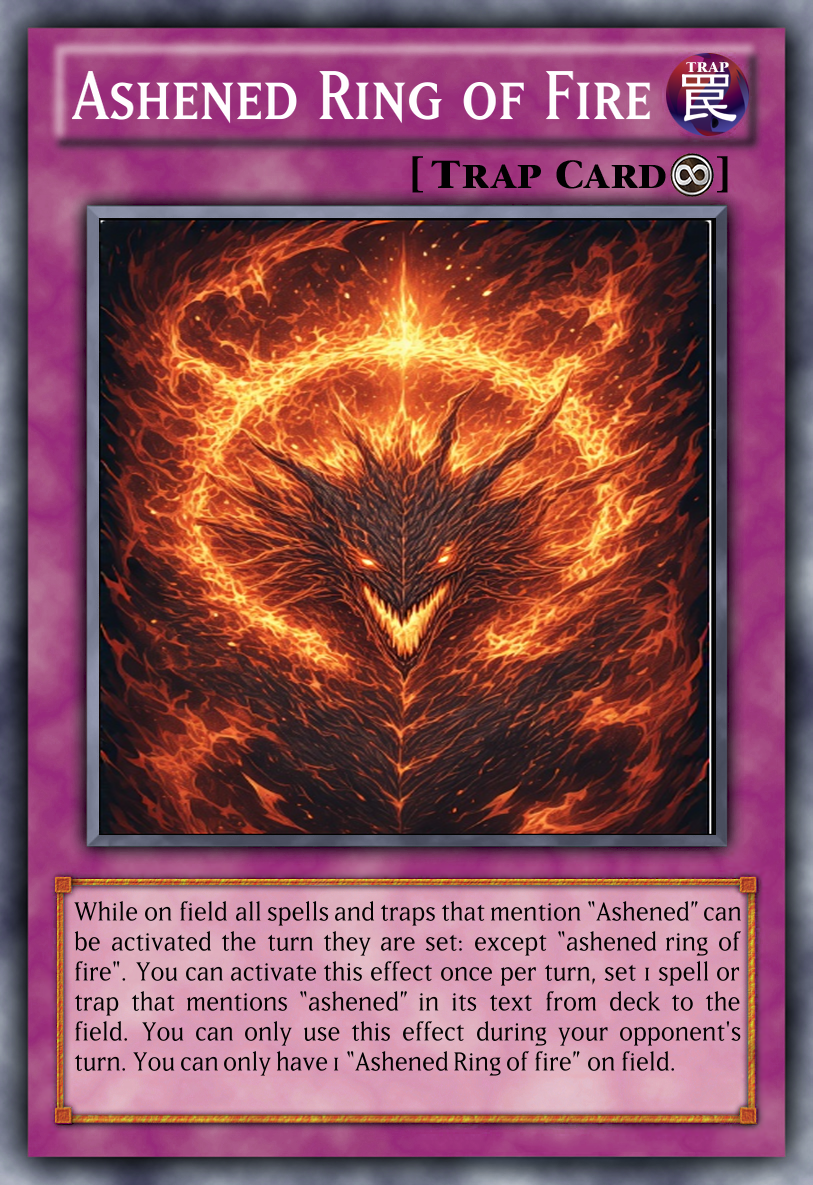 Ashened Ring of Fire
TRAP
罠
[Trap Card∞]
While on field all spells and traps that mention "Ashened" can
be activated the turn they are set: except "ashened ring of
fire". You can activate this effect once per turn, set 1 spell or
trap that mentions "ashened" in its text from deck to the
field. You can only use this effect during your opponent's
turn. You can only have 1 "Ashened Ring of fire" on field.